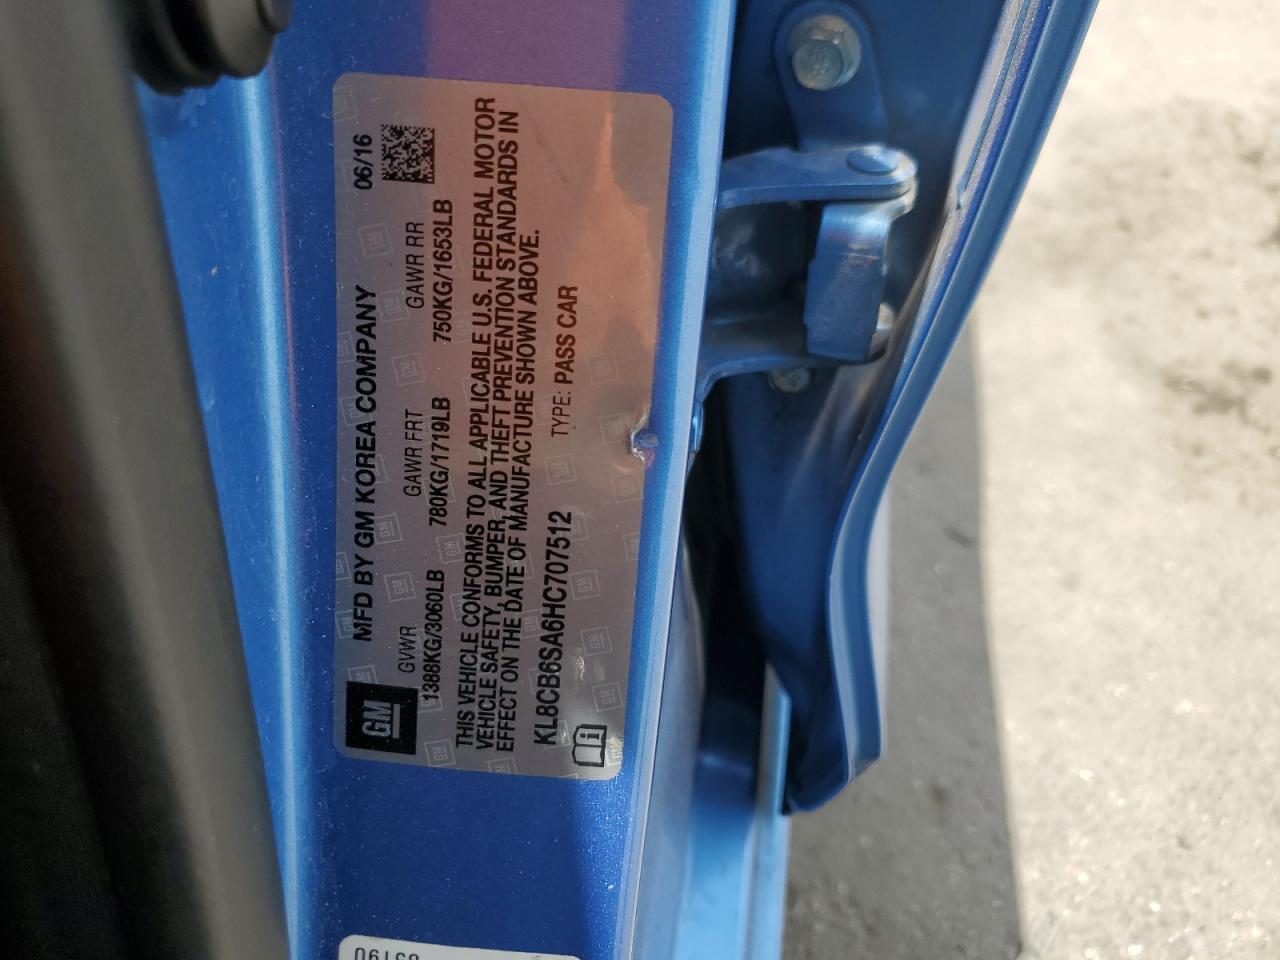 MFD BY GM KOREA COMPANY 06/16
GM
GVWR GAWR FRT GAWR RR
1388KG/3060LB 780KG/1719LB 750KG/1653LB
THIS VEHICLE CONFORMS TO ALL APPLICABLE U.S. FEDERAL MOTOR
VEHICLE SAFETY, BUMPER, AND THEFT PREVENTION STANDARDS IN
EFFECT ON THE DATE OF MANUFACTURE SHOWN ABOVE.
KL8CB6SA6HC707512 TYPE: PASS CAR